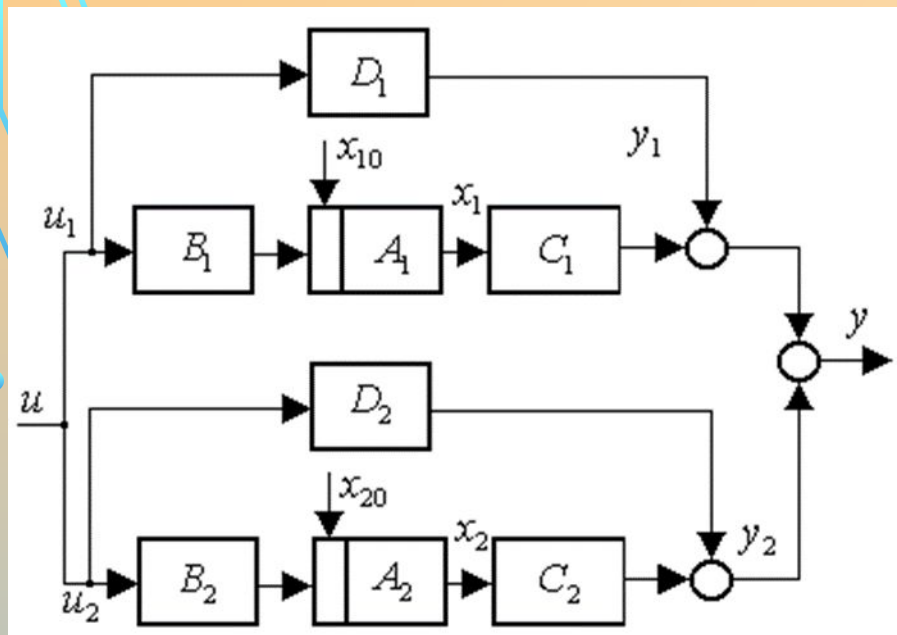 D₁
x₁₀
y₁
u₁
B₁
A₁
x₁
C₁
y
u
D₂
x₂₀
u₂
B₂
A₂
x₂
C₂
y₂